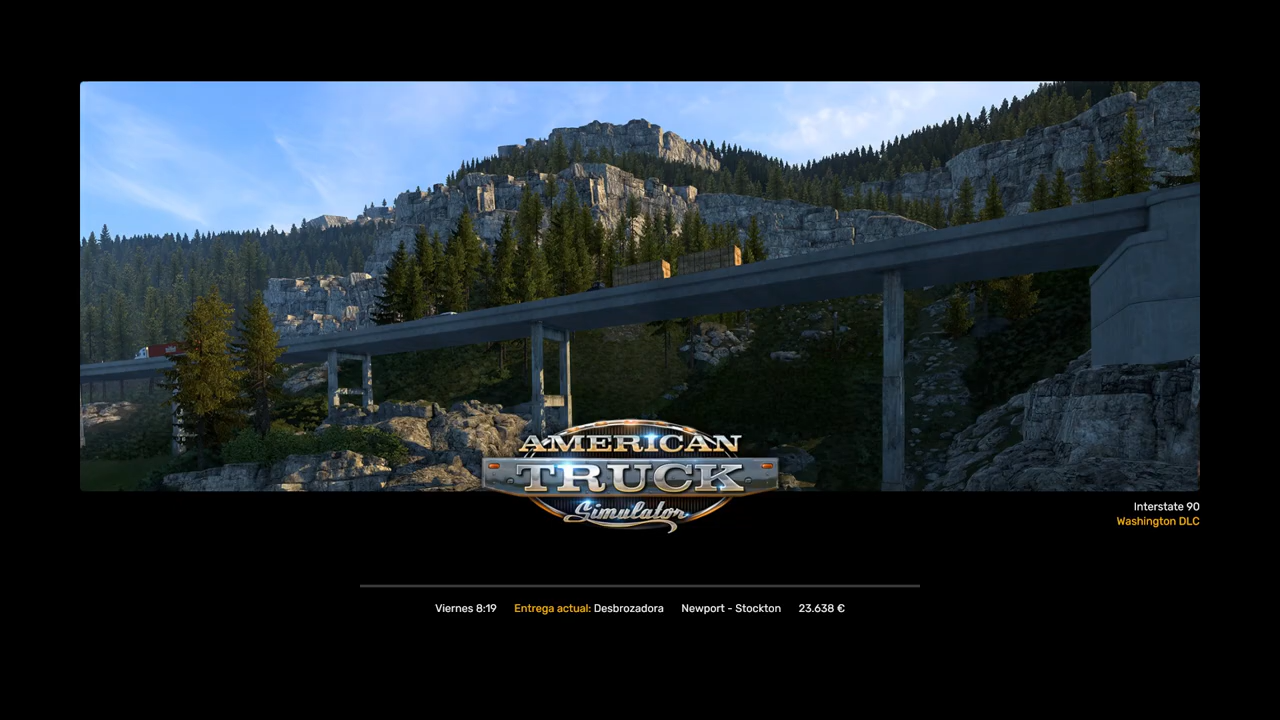 AMERICAN
TRUCK
Simulator
Interstate 90
Washington DLC
Viernes 8:19 Entrega actual: Desbrozadora Newport - Stockton 23.638 €